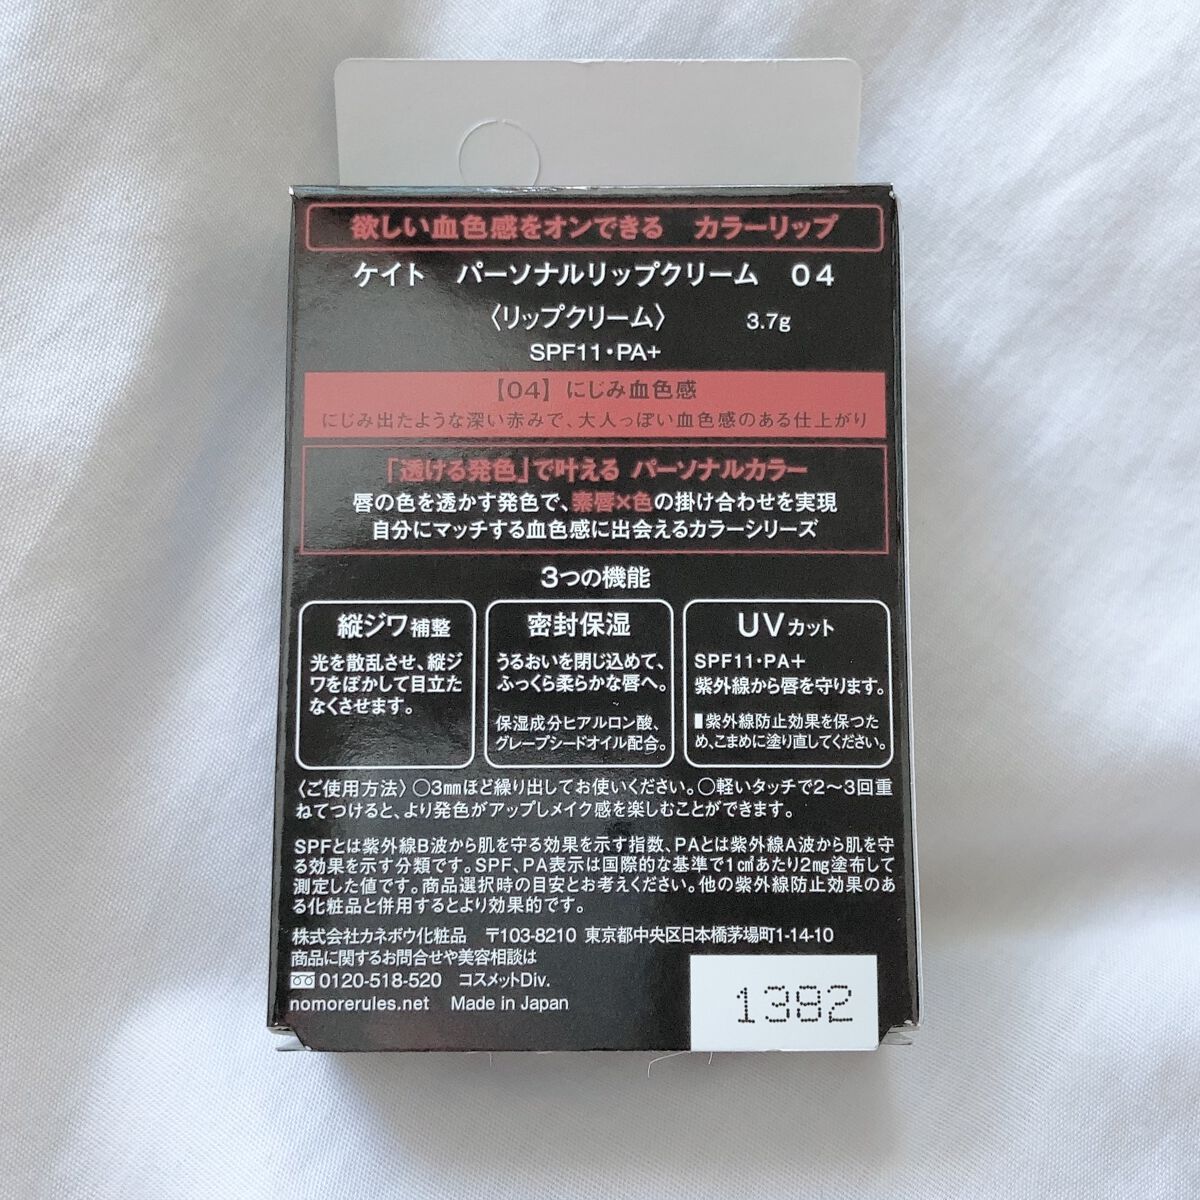 欲しい血色感をオンできる カラーリップ
ケイト パーソナルリップクリーム 04
〈リップクリーム〉 3.7g
SPF11・PA+
【04】にじみ血色感
にじみ出たような深い赤みで、大人っぽい血色感のある仕上がり
「透ける発色」で叶える パーソナルカラー
唇の色を透かす発色で、素唇×色の掛け合わせを実現
自分にマッチする血色感に出会えるカラーシリーズ
3つの機能
縦ジワ補整
光を散乱させ、縦ジ
ワをぼかして目立た
なくさせます。
密封保湿
うるおいを閉じ込めて、
ふっくら柔らかな唇へ。
保湿成分ヒアルロン酸、
グレープシードオイル配合。
UVカット
SPF11・PA+
紫外線から唇を守ります。
■紫外線防止効果を保つた
め、こまめに塗り直してください。
〈ご使用方法〉○3mmほど繰り出してお使いください。○軽いタッチで2〜3回重
ねてつけると、より発色がアップしメイク感を楽しむことができます。
SPFとは紫外線B波から肌を守る効果を示す指数、PAとは紫外線A波から肌を守
る効果を示す分類です。SPF、PA表示は国際的な基準で1c㎡あたり2mg塗布して
測定した値です。商品選択時の目安とお考えください。他の紫外線防止効果のあ
る化粧品と併用するとより効果的です。
株式会社カネボウ化粧品 〒103-8210 東京都中央区日本橋茅場町1-14-10
商品に関するお問合せや美容相談は
0120-518-520 コスメットDiv.
nomorerules.net Made in Japan
1382